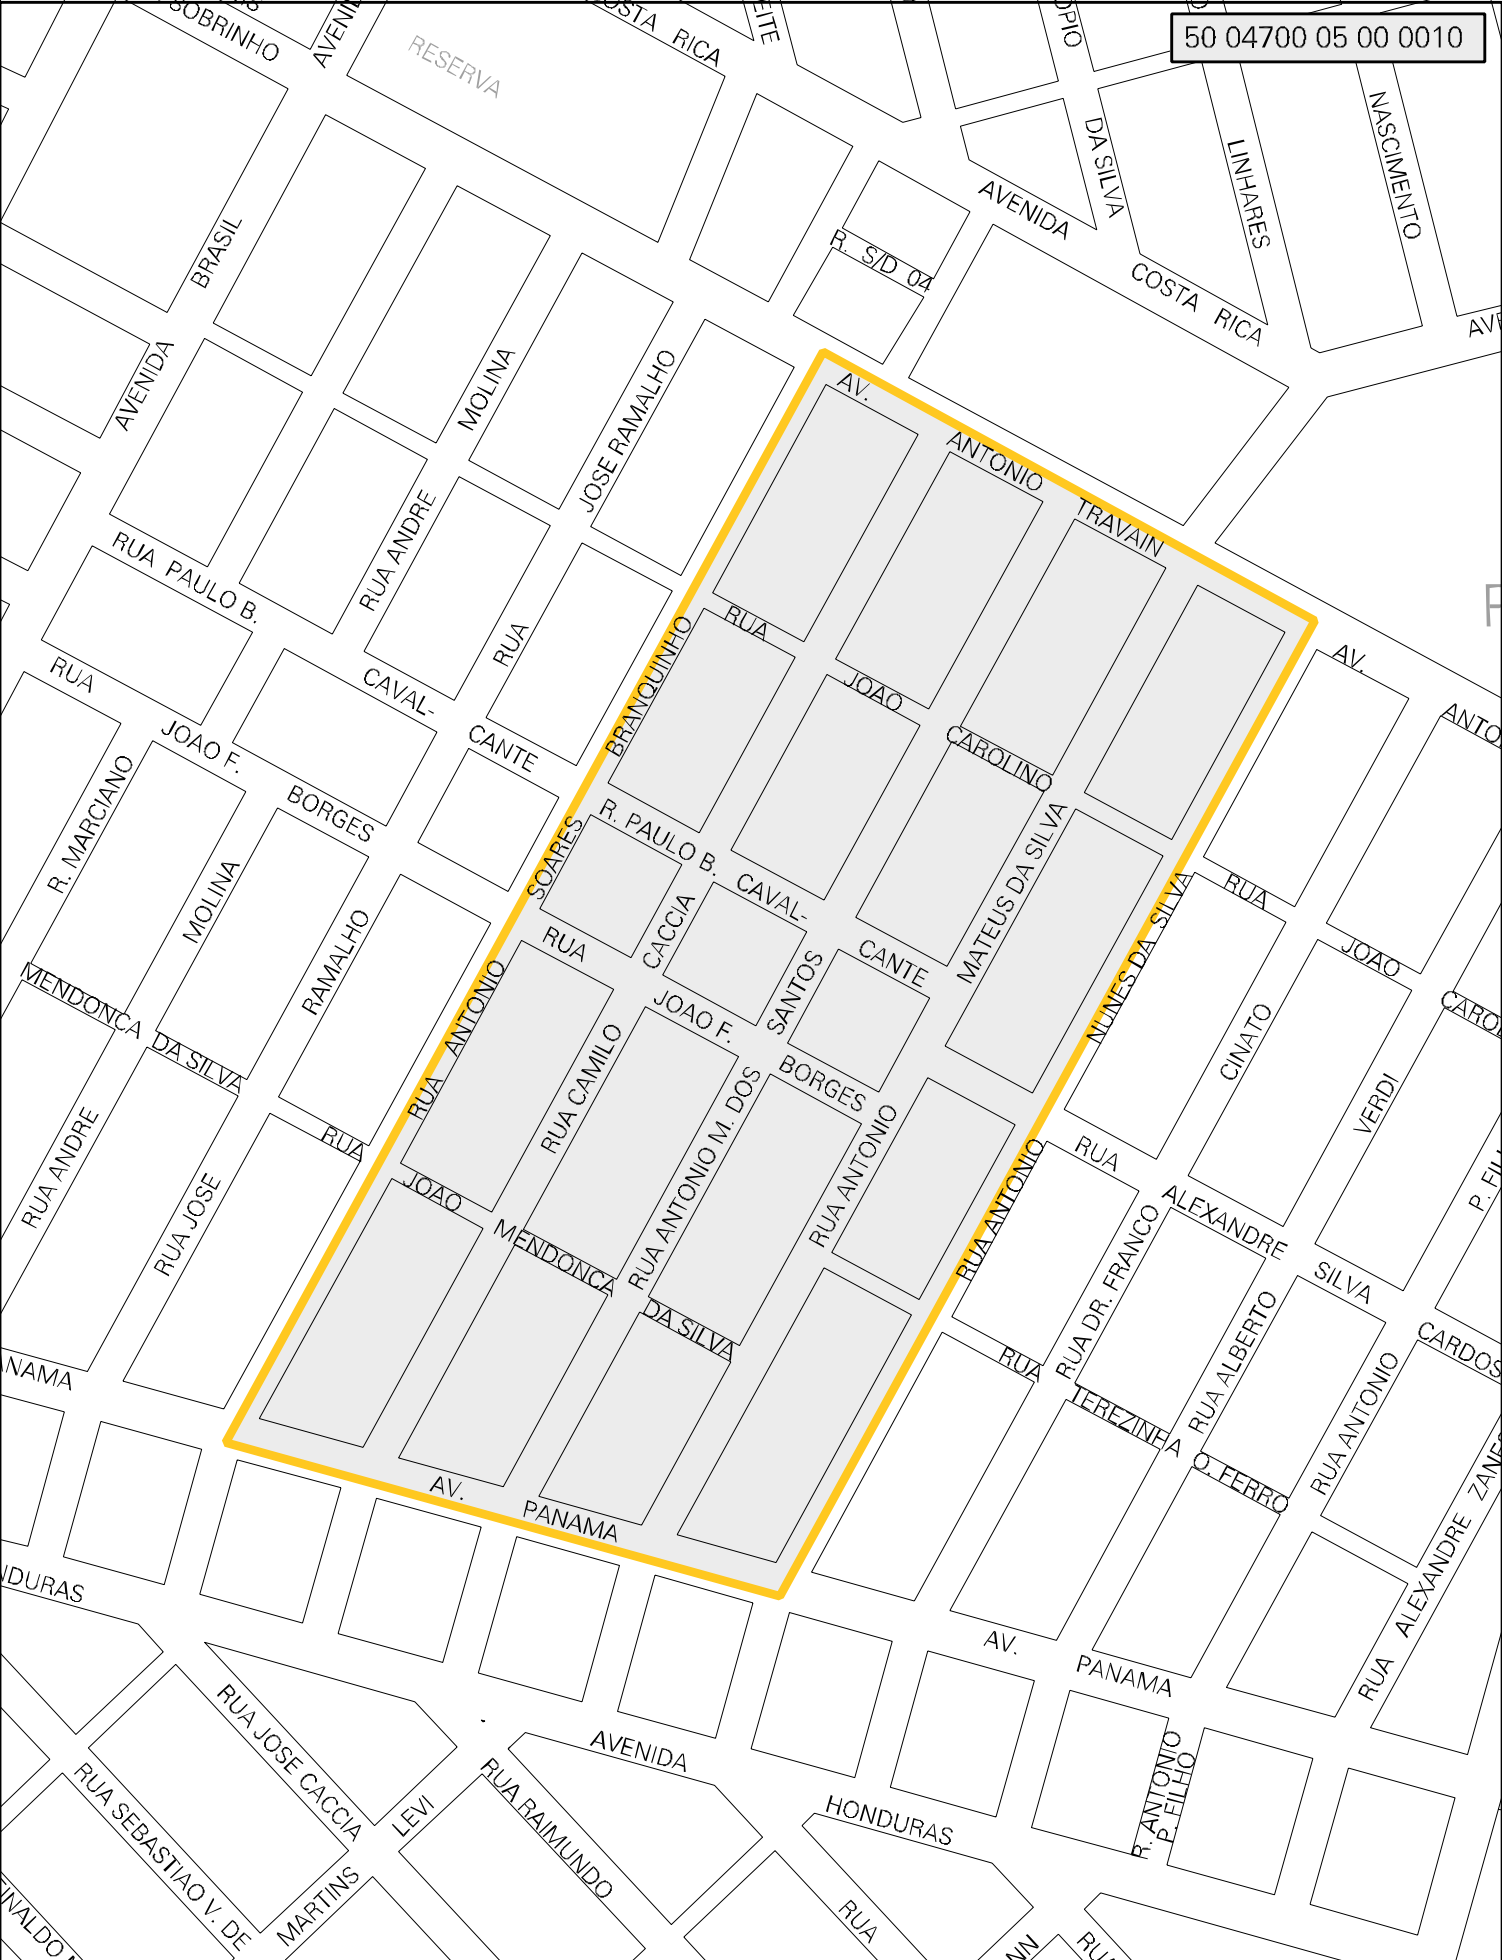 50 04700 05 00 0010
SOBRINHO
COSTA RICA
RESERVA
DA SILVA
LINHARES
NASCIMENTO
AVENIDA
COSTA RICA
R. S/D 04
BRASIL
AVENIDA
MOLINA
JOSE RAMALHO
AV.
ANTONIO
TRAVAIN
RUA ANDRE
RUA PAULO B.
CAVAL-
CANTE
RUA
RUA
JOAO F.
BORGES
R. MARCIANO
MOLINA
RAMALHO
MENDONCA
DA SILVA
RUA
RUA ANDRE
RUA JOSE
BRANQUINHO
SOARES
ANTONIO
RUA
RUA
JOAO
CAROLINO
R. PAULO B.
CAVAL-
CANTE
MATEUS DA SILVA
CACCIA
SANTOS
RUA
JOAO F.
BORGES
RUA CAMILO
RUA ANTONIO M. DOS
RUA ANTONIO
JOAO
MENDONCA
DA SILVA
NUNES DA SILVA
RUA ANTONIO
AV.
PANAMA
AV.
RUA
JOAO
CINATO
VERDI
RUA
ALEXANDRE
SILVA
RUA DR. FRANCO
RUA ALBERTO
RUA ANTONIO
RUA
TEREZINHA
O. FERRO
RUA ALEXANDRE
AV.
PANAMA
R. ANTONIO
P. FILHO
RUA JOSE CACCIA
RUA SEBASTIAO V. DE
LEVI
MARTINS
RUA RAIMUNDO
AVENIDA
HONDURAS
RUA